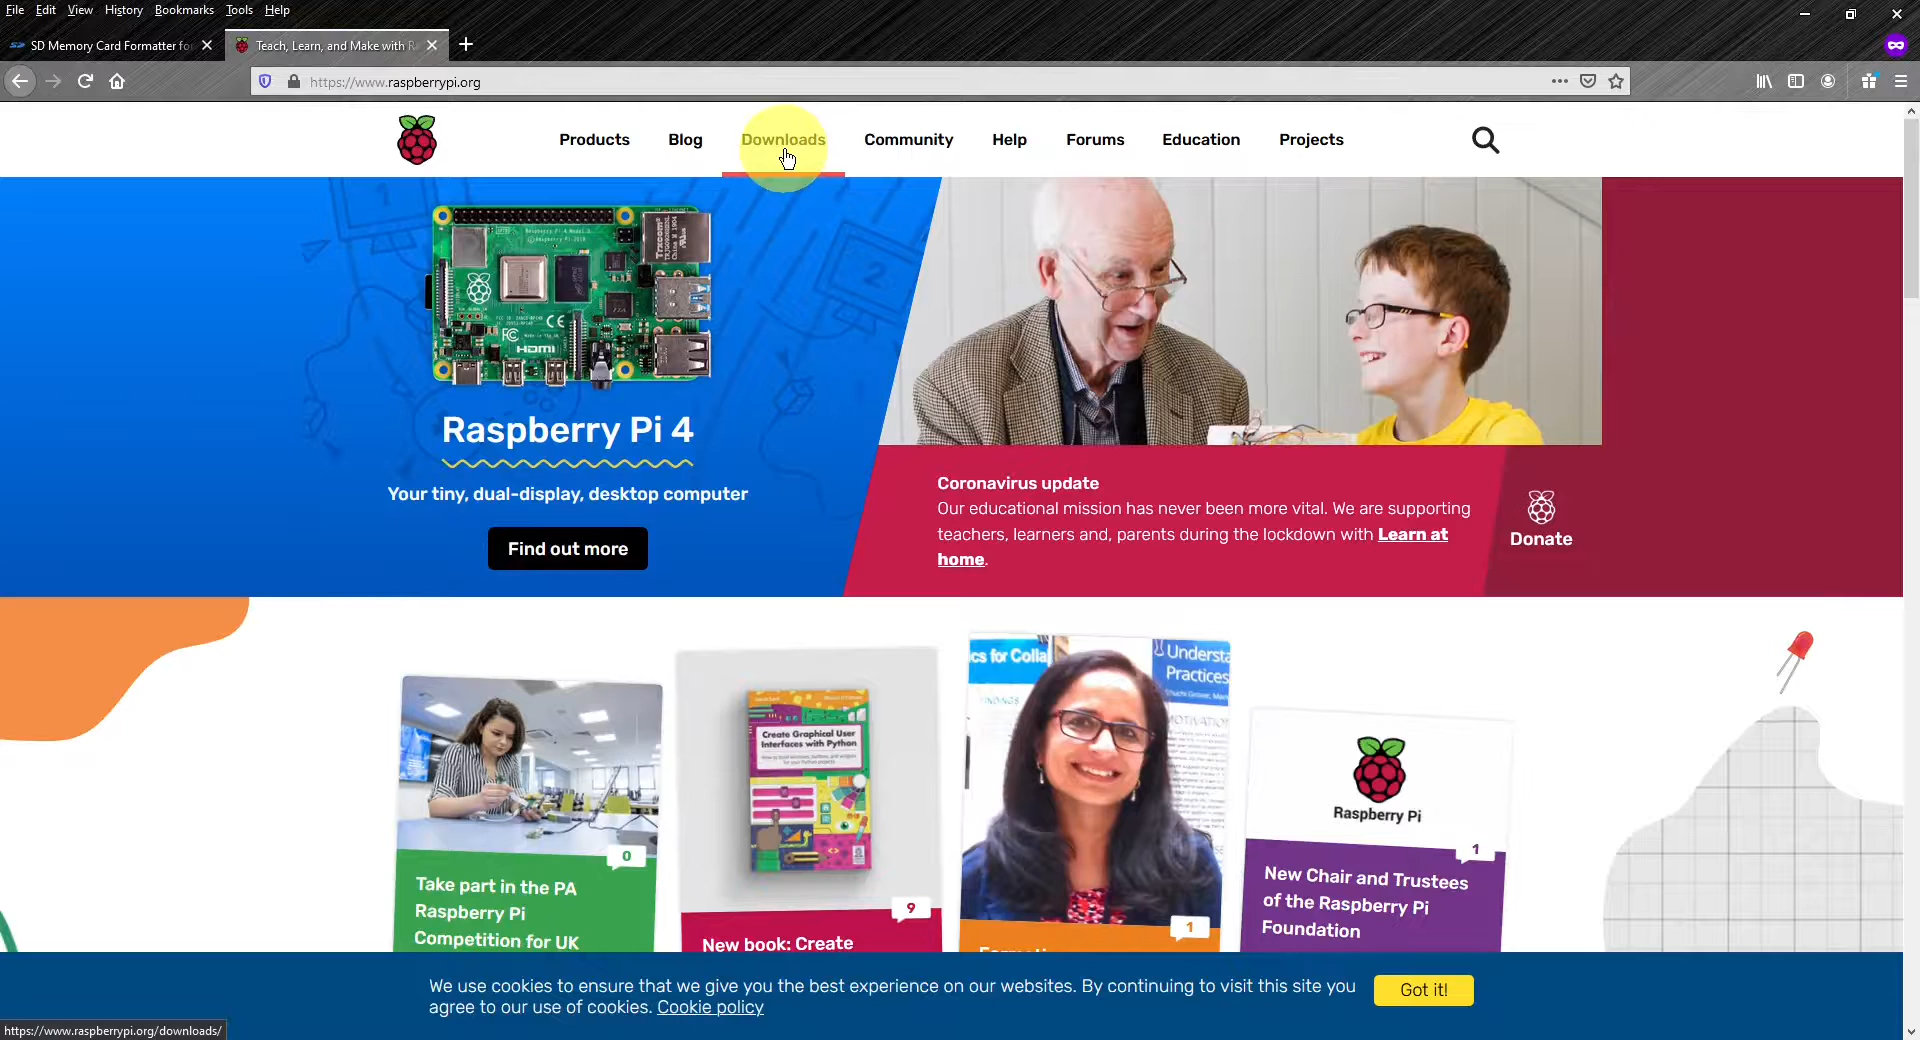 File Edit View History Bookmarks Tools Help
SD Memory Card Formatter fo
Teach, Learn, and Make with Ra
https://www.raspberrypi.org
Products Blog Downloads Community Help Forums Education Projects
Raspberry Pi 4
Your tiny, dual-display, desktop computer
Find out more
Coronavirus update
Our educational mission has never been more vital. We are supporting
teachers, learners and, parents during the lockdown with Learn at
home.
Donate
cs for Colla
FINDINGS
Understa
Practices
MOTIVATIO
Create Graphical User
Interfaces with Python
Raspberry Pi
0
Take part in the PA
Raspberry Pi
Competition for UK
9
New book: Create
1
1
New Chair and Trustees
of the Raspberry Pi
Foundation
We use cookies to ensure that we give you the best experience on our websites. By continuing to visit this site you
agree to our use of cookies. Cookie policy
Got it!
https://www.raspberrypi.org/downloads/